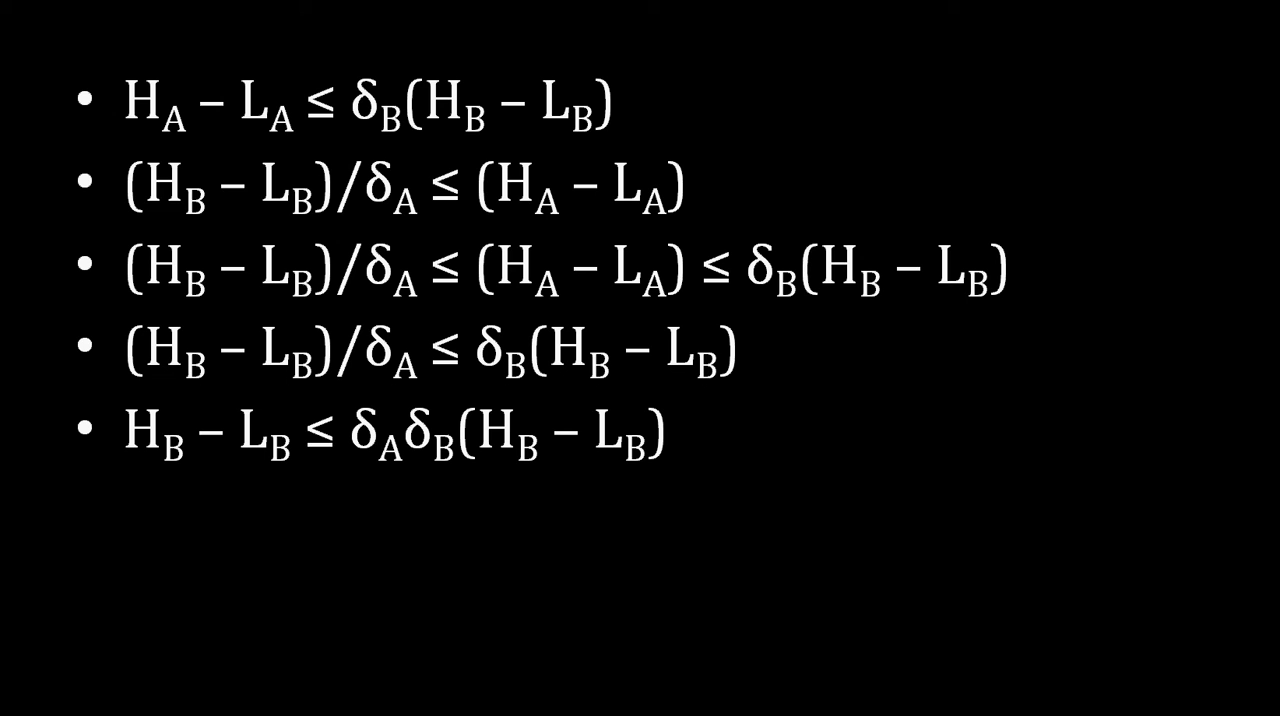 • H_A – L_A ≤ δ_B(H_B – L_B)
• (H_B – L_B)/δ_A ≤ (H_A – L_A)
• (H_B – L_B)/δ_A ≤ (H_A – L_A) ≤ δ_B(H_B – L_B)
• (H_B – L_B)/δ_A ≤ δ_B(H_B – L_B)
• H_B – L_B ≤ δ_Aδ_B(H_B – L_B)